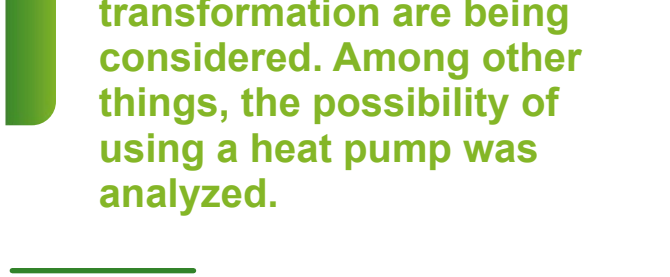 transformation are being
considered. Among other
things, the possibility of
using a heat pump was
analyzed.